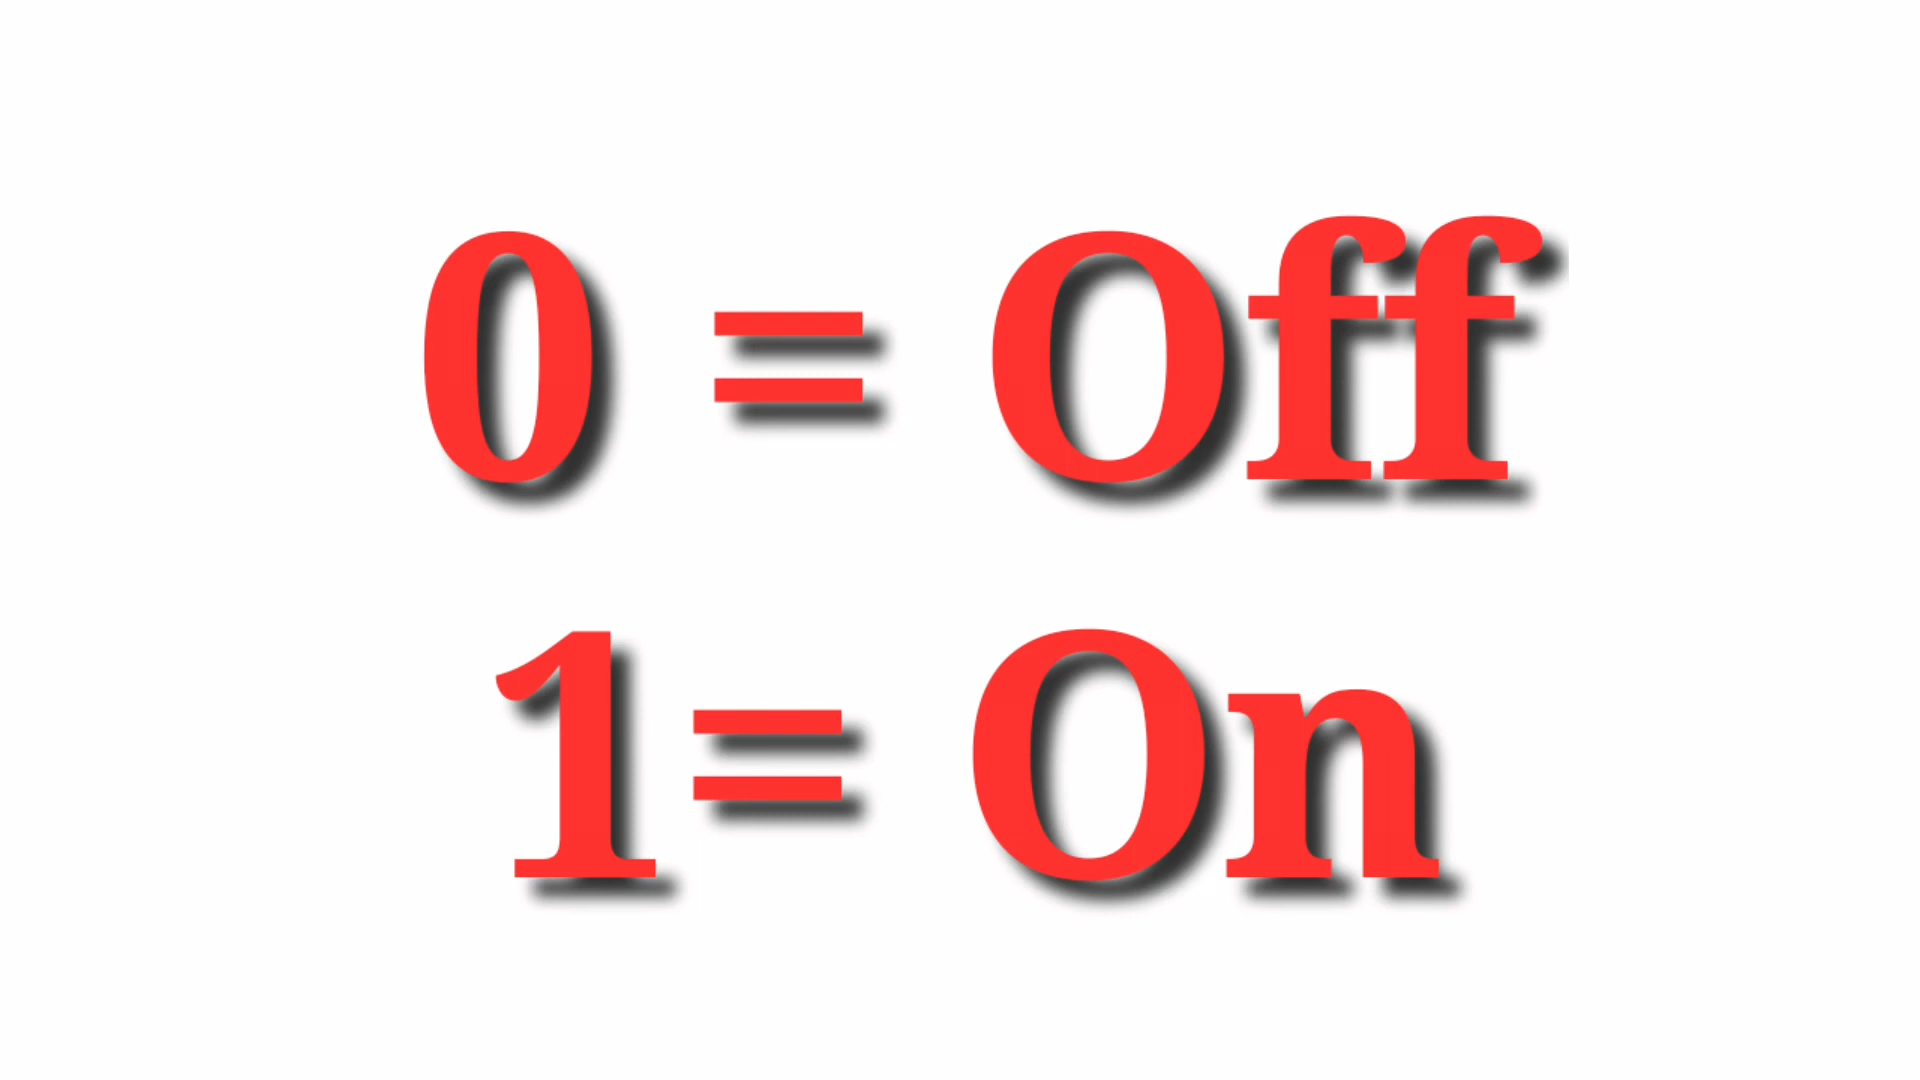 0 = Off
1= On